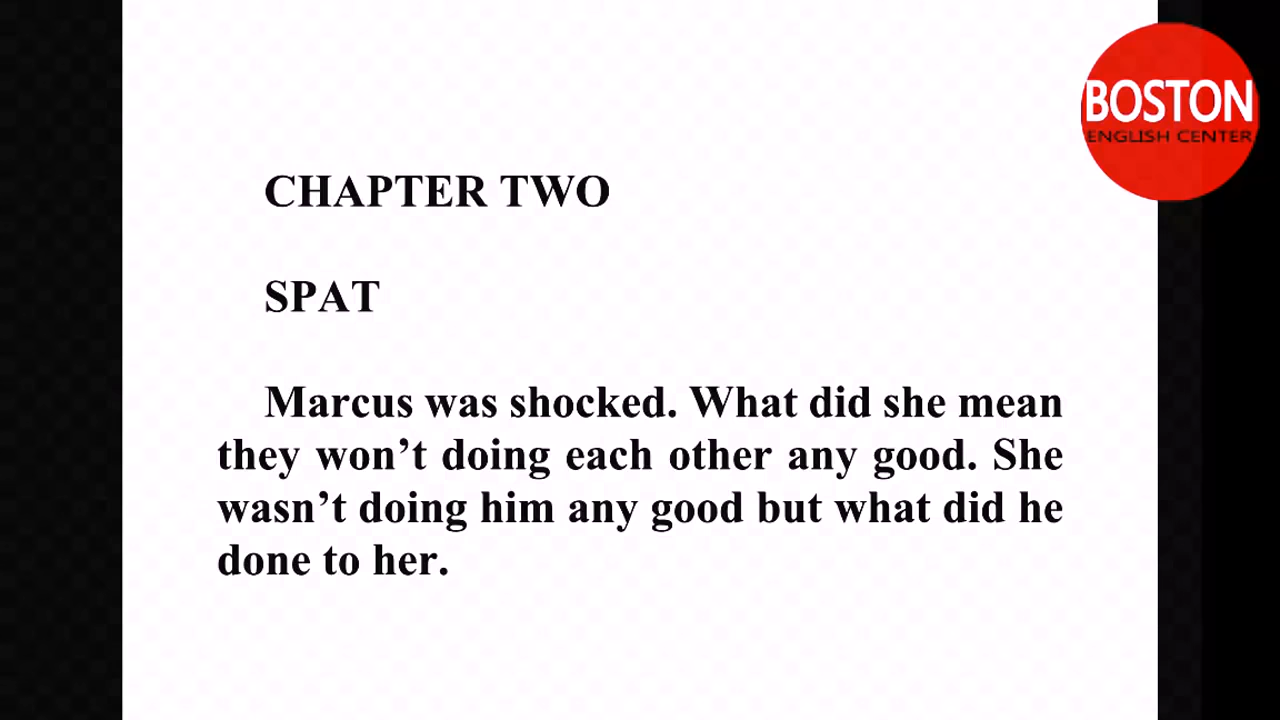 BOSTON
ENGLISH CENTER
CHAPTER TWO
SPAT
Marcus was shocked. What did she mean
they won’t doing each other any good. She
wasn’t doing him any good but what did he
done to her.